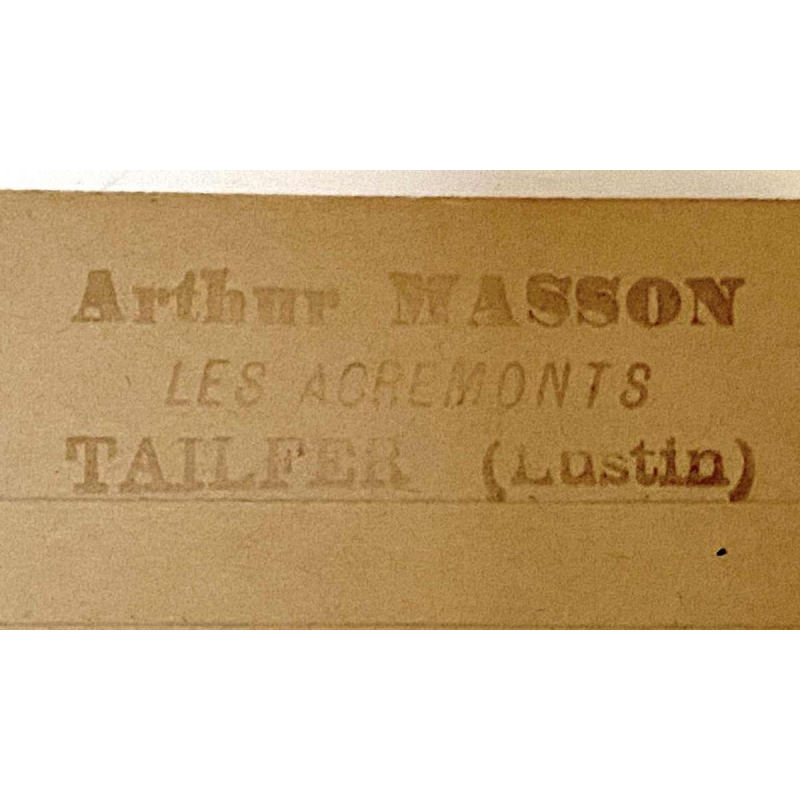 Arthur MASSON
LES ACREMONTS
TAILFER (Lustin)